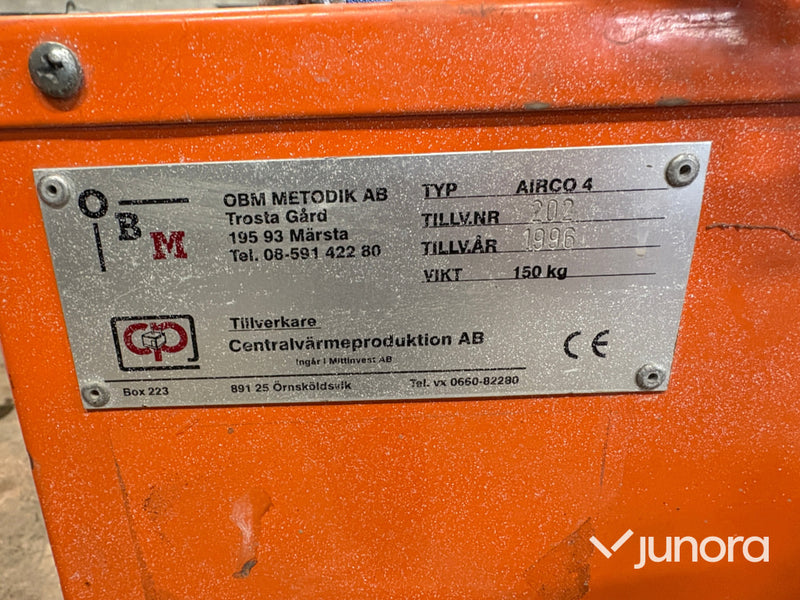 O
B
M
OBM METODIK AB
Trosta Gård
195 93 Märsta
Tel. 08-591 422 80
TYP AIRCO 4
TILLV.NR 202
TILLV.ÅR 1996
VIKT 150 kg
CP
Tillverkare
Centralvärmeproduktion AB
Ingår i Mittinvest AB
CE
Box 223 891 25 Örnsköldsvik Tel. vx 0660-82280
junora